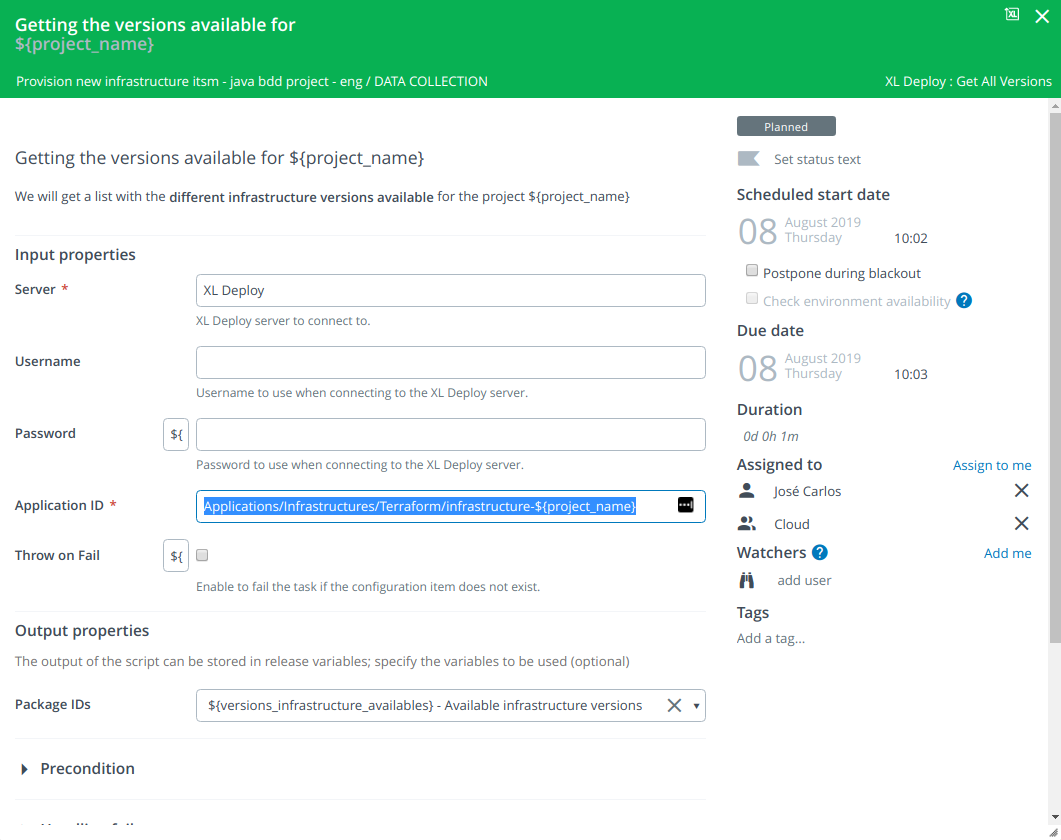 Getting the versions available for
${project_name}
XL
Provision new infrastructure itsm - java bdd project - eng / DATA COLLECTION
XL Deploy : Get All Versions
Getting the versions available for ${project_name}
We will get a list with the different infrastructure versions available for the project ${project_name}
Input properties
Server *
XL Deploy
XL Deploy server to connect to.
Username
Username to use when connecting to the XL Deploy server.
Password
${
Password to use when connecting to the XL Deploy server.
Application ID *
Applications/Infrastructures/Terraform/infrastructure-${project_name}
Throw on Fail
${
Enable to fail the task if the configuration item does not exist.
Output properties
The output of the script can be stored in release variables; specify the variables to be used (optional)
Package IDs
${versions_infrastructure_availables} - Available infrastructure versions
Precondition
Planned
Set status text
Scheduled start date
08
August 2019
Thursday
10:02
Postpone during blackout
Check environment availability ?
Due date
08
August 2019
Thursday
10:03
Duration
0d 0h 1m
Assigned to
Assign to me
José Carlos
Cloud
Watchers ?
Add me
add user
Tags
Add a tag...